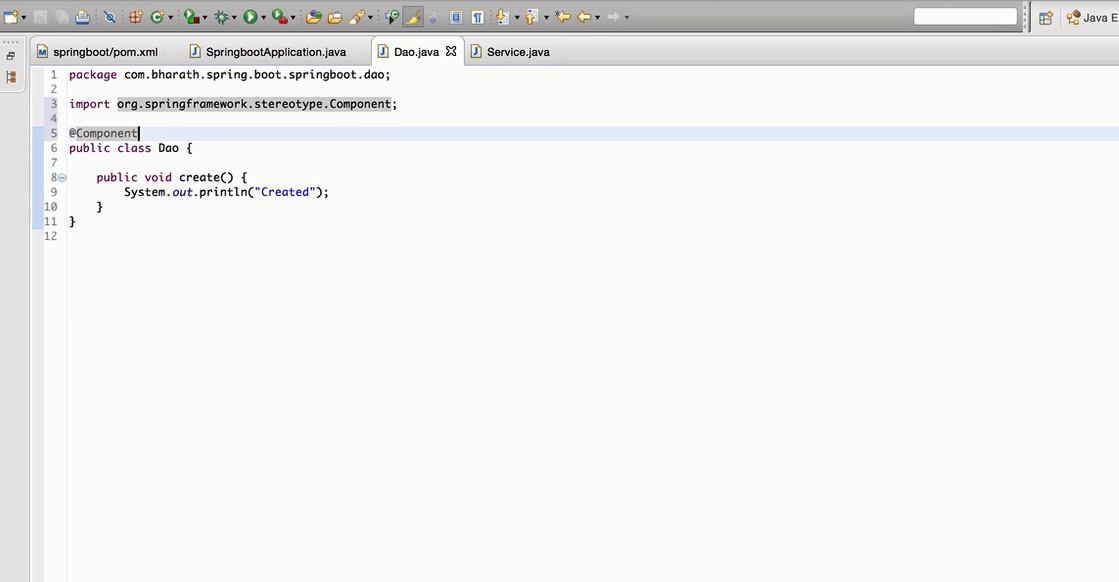 Java E
springboot/pom.xml SpringbootApplication.java Dao.java Service.java
1 package com.bharath.spring.boot.springboot.dao;
2
3 import org.springframework.stereotype.Component;
4
5 @Component
6 public class Dao {
7
8 public void create() {
9 System.out.println("Created");
10 }
11 }
12